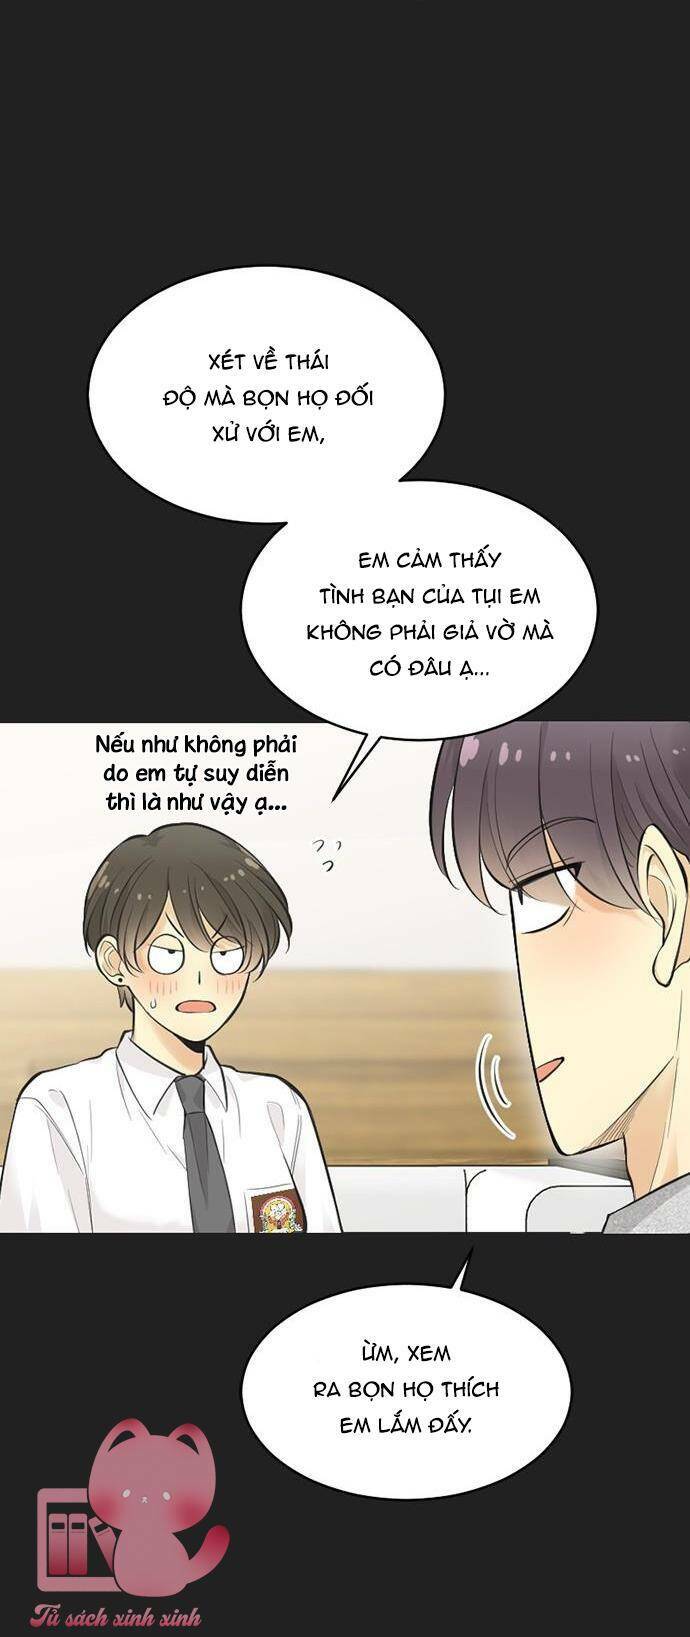 XÉT VỀ THÁI
ĐỘ MÀ BỌN HỌ ĐỐI
XỬ VỚI EM,
EM CẢM THẤY
TÌNH BẠN CỦA TỤI EM
KHÔNG PHẢI GIẢ VỜ MÀ
CÓ ĐÂU Ạ...
Nếu như không phải
do em tự suy diễn
thì là như vậy ạ...
ỪM, XEM
RA BỌN HỌ THÍCH
EM LẮM ĐẤY.
Tủ sách xinh xinh